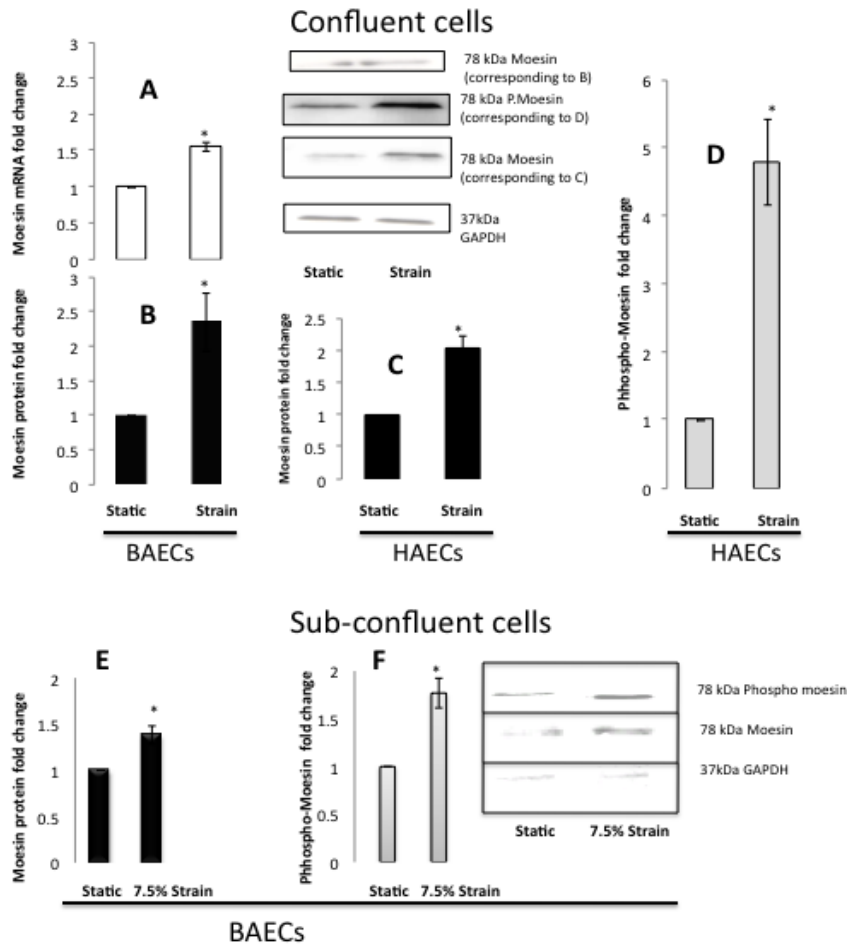 Confluent cells
A
Moesin mRNA fold change
3
2.5
2
1.5
1
0.5
0
*
78 kDa Moesin
(corresponding to B)
78 kDa P.Moesin
(corresponding to D)
78 kDa Moesin
(corresponding to C)
37kDa
GAPDH
Static Strain
B
Moesin protein fold change
3
2.5
2
1.5
1
0.5
0
*
Static Strain
BAECs
C
Moesin protein fold change
2.5
2
1.5
1
0.5
0
*
Static Strain
HAECs
D
Phhospho-Moesin fold change
6
5
4
2
1
0
*
Static Strain
HAECs
Sub-confluent cells
E
Moesin protein fold change
2
1.5
1
0.5
0
*
Static 7.5% Strain
F
Phhospho-Moesin fold change
2
1.5
1
0.5
0
*
Static 7.5% Strain
78 kDa Phospho moesin
78 kDa Moesin
37kDa GAPDH
Static 7.5% Strain
BAECs